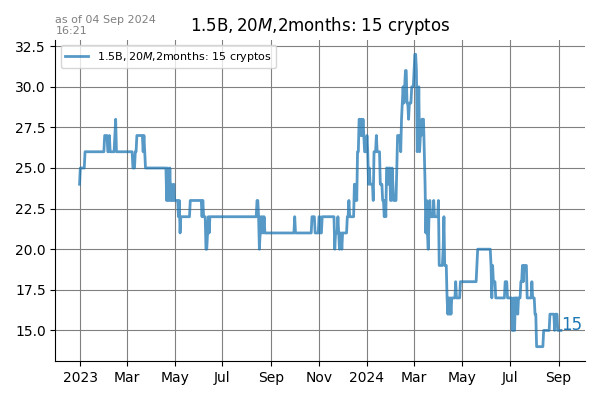 as of 04 Sep 2024
16:21
1.5B, 20M,2months: 15 cryptos
1.5B, 20M,2months: 15 cryptos
32.5
30.0
27.5
25.0
22.5
20.0
17.5
15.0
15
2023 Mar May Jul Sep Nov 2024 Mar May Jul Sep